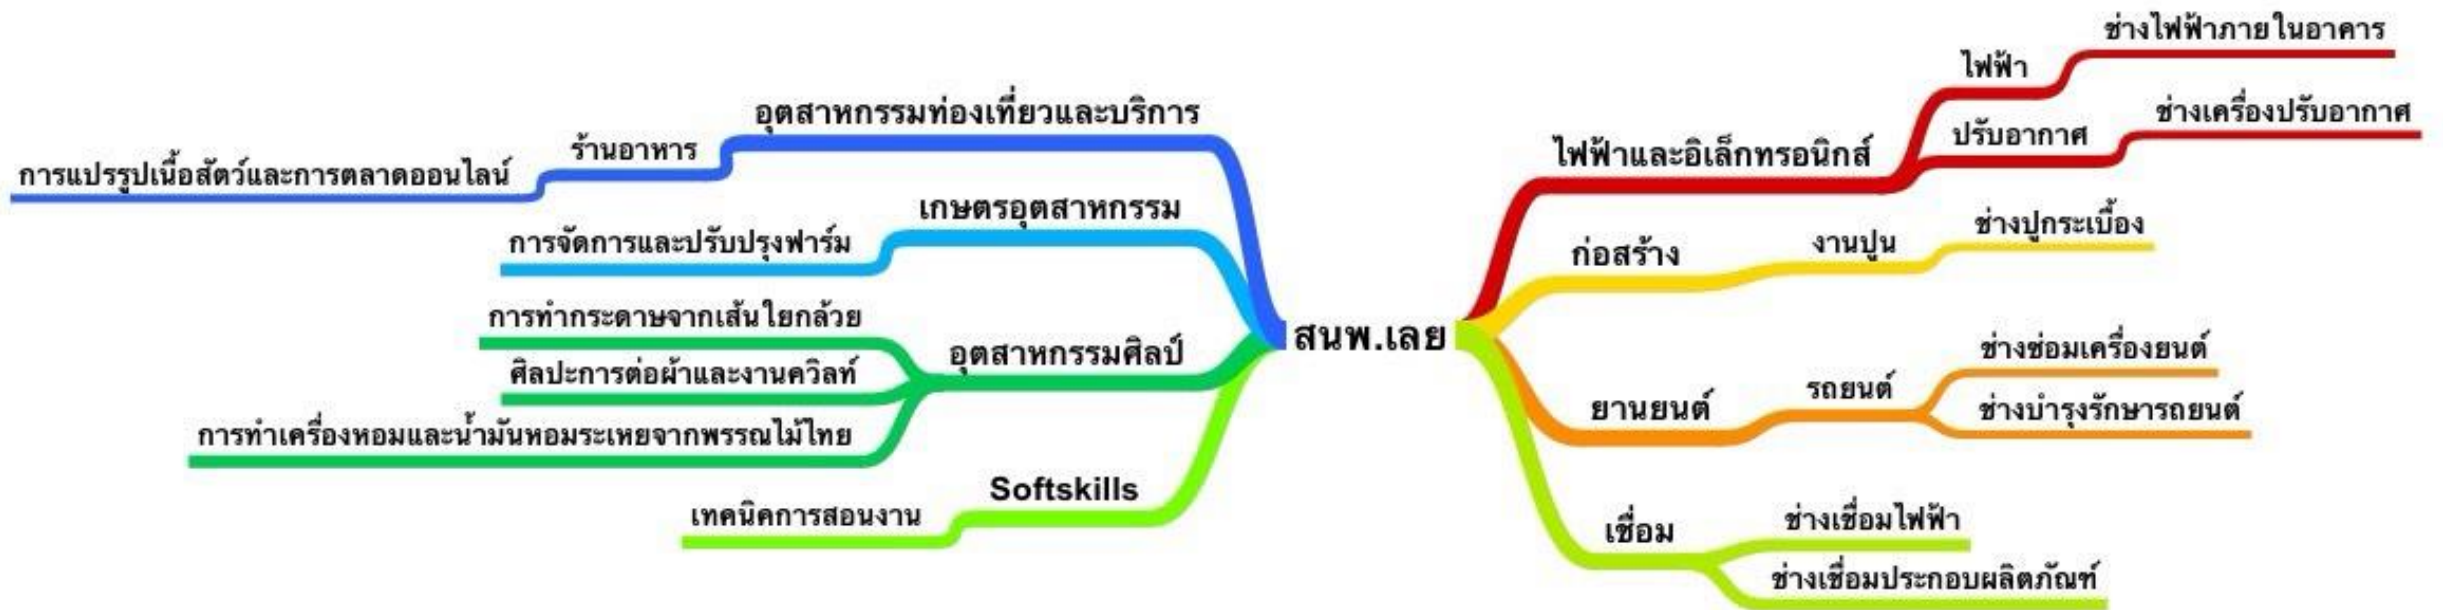 สนพ.เลย
อุตสาหกรรมท่องเที่ยวและบริการ
ร้านอาหาร
การแปรรูปเนื้อสัตว์และการตลาดออนไลน์
เกษตรอุตสาหกรรม
การจัดการและปรับปรุงฟาร์ม
อุตสาหกรรมศิลป์
การทำกระดาษจากเส้นใยกล้วย
ศิลปะการต่อผ้าและงานควิลท์
การทำเครื่องหอมและน้ำมันหอมระเหยจากพรรณไม้ไทย
Softskills
เทคนิคการสอนงาน
ไฟฟ้าและอิเล็กทรอนิกส์
ไฟฟ้า
ช่างไฟฟ้าภายในอาคาร
ปรับอากาศ
ช่างเครื่องปรับอากาศ
ก่อสร้าง
งานปูน
ช่างปูกระเบื้อง
ยานยนต์
รถยนต์
ช่างซ่อมเครื่องยนต์
ช่างบำรุงรักษารถยนต์
เชื่อม
ช่างเชื่อมไฟฟ้า
ช่างเชื่อมประกอบผลิตภัณฑ์